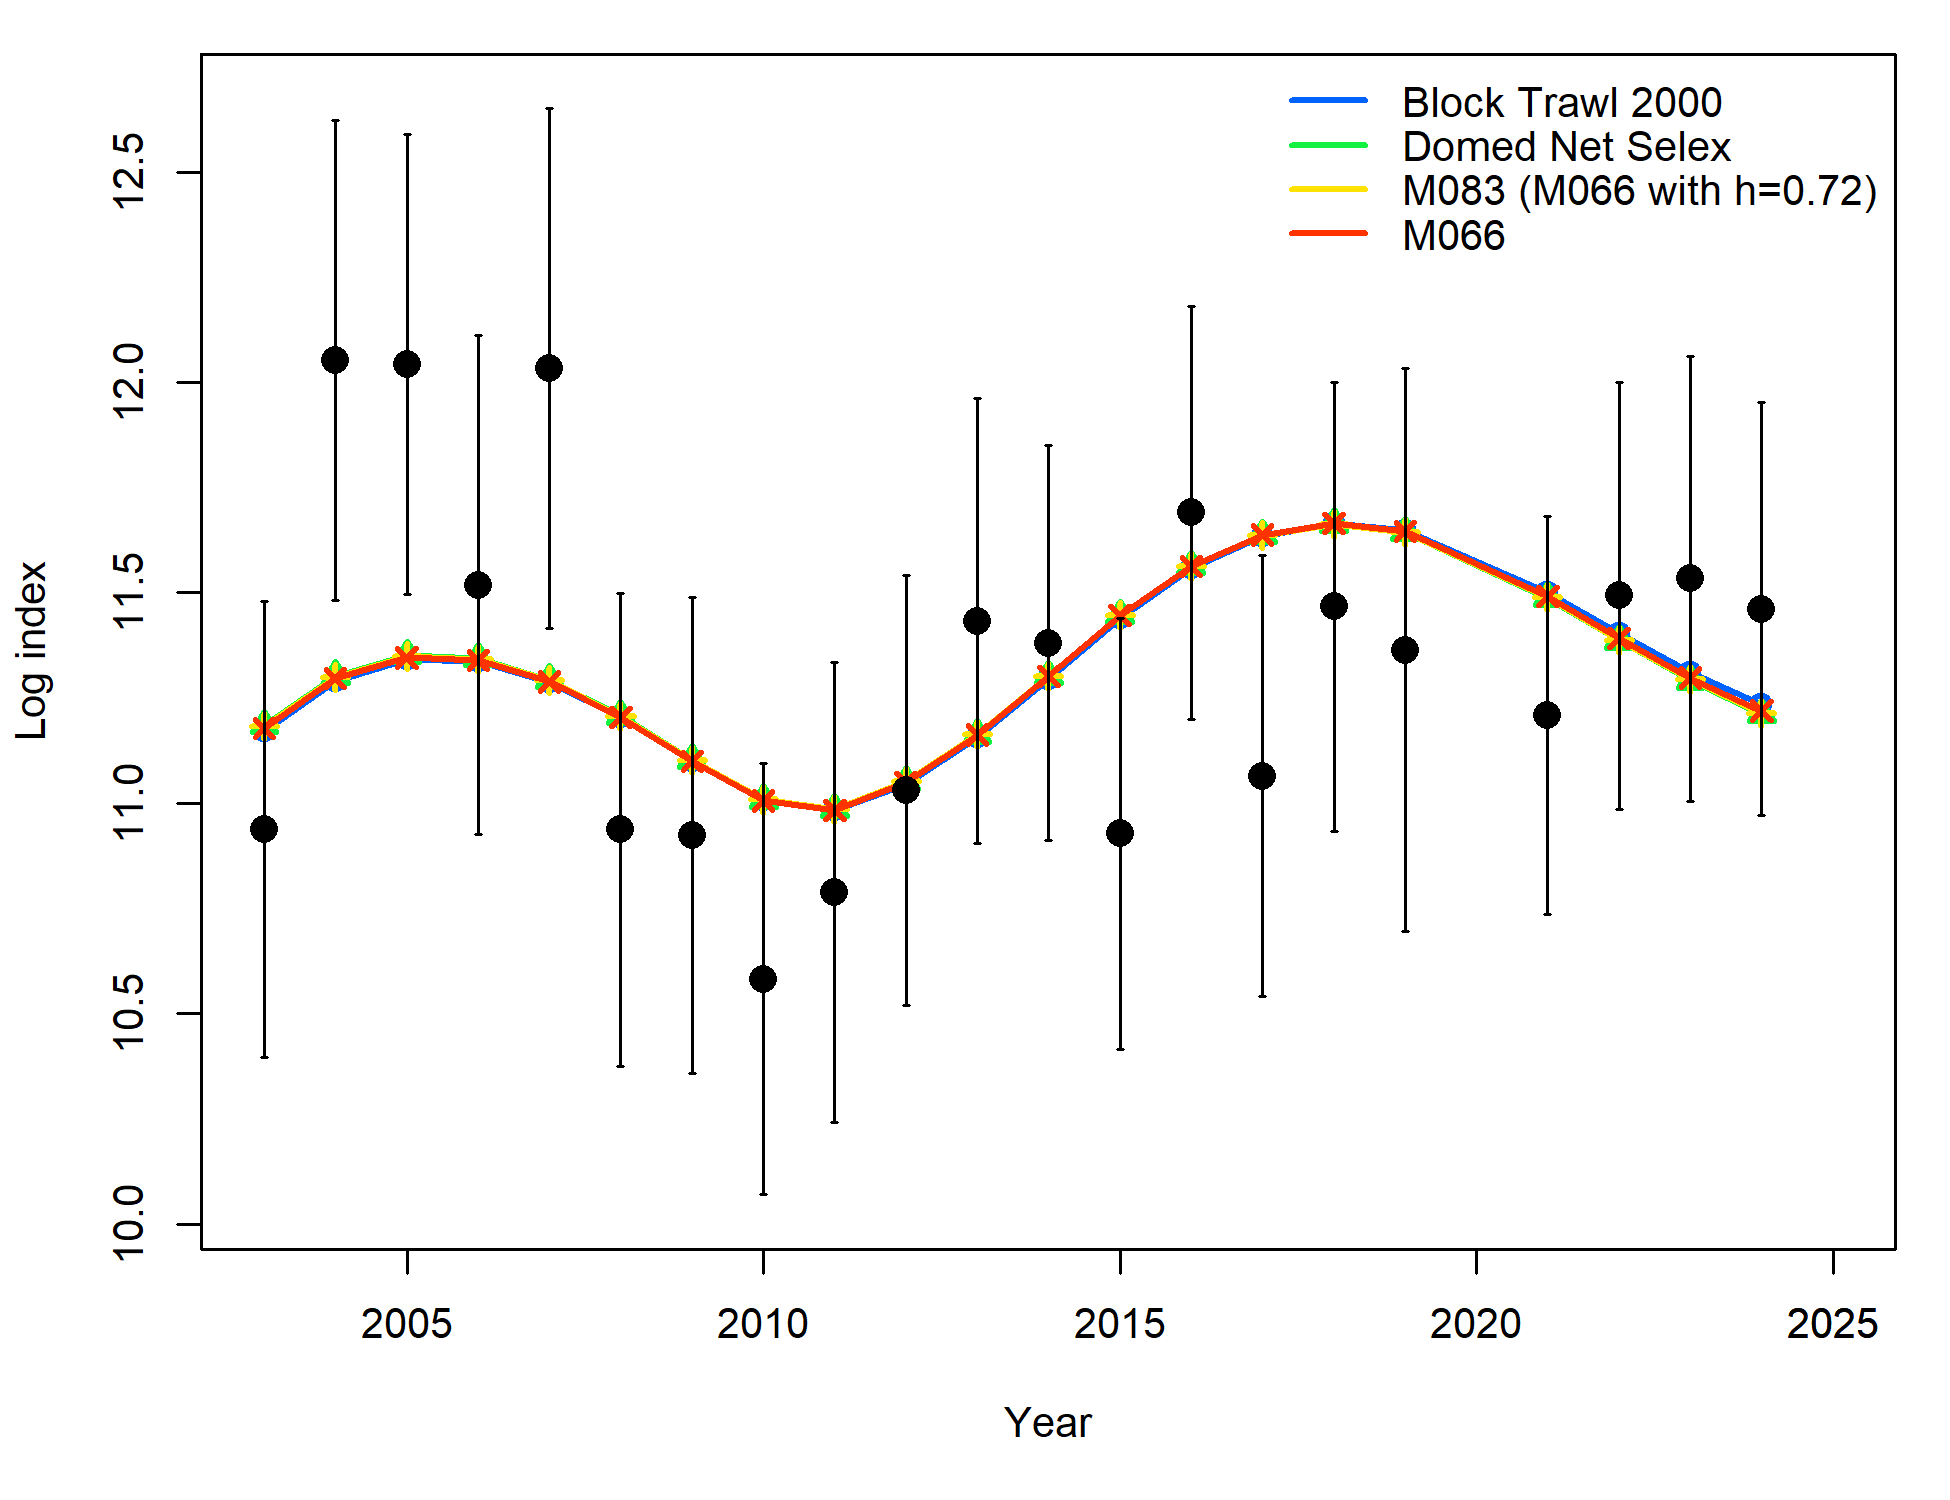 Block Trawl 2000
Domed Net Selex
M083 (M066 with h=0.72)
M066
12.5
12.0
11.5
11.0
10.5
10.0
Log index
2005 2010 2015 2020 2025
Year